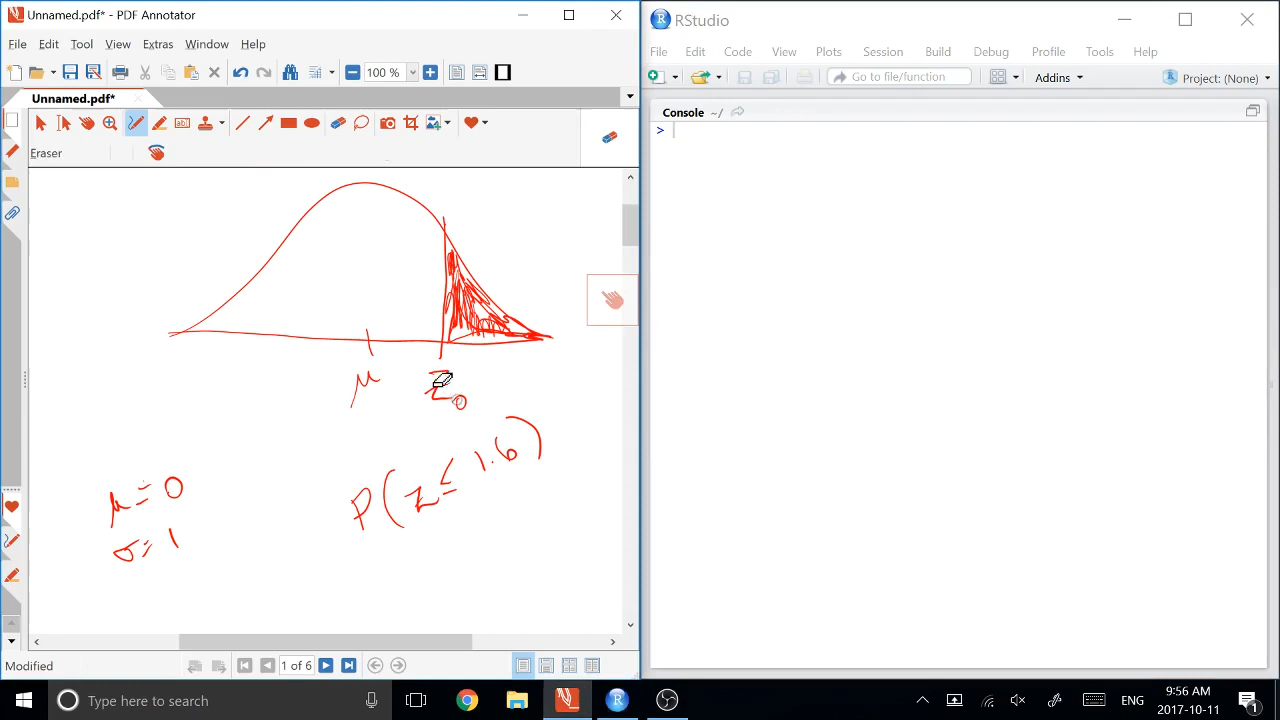 Unnamed.pdf* - PDF Annotator
File Edit Tool View Extras Window Help
100 %
Unnamed.pdf*
Eraser
μ
Z0
P(Z ≤ 1.6)
μ = 0
σ = 1
1 of 6
Modified
RStudio
File Edit Code View Plots Session Build Debug Profile Tools Help
Go to file/function
Addins
Project: (None)
Console ~/
>
Type here to search
ENG
9:56 AM
2017-10-11
1